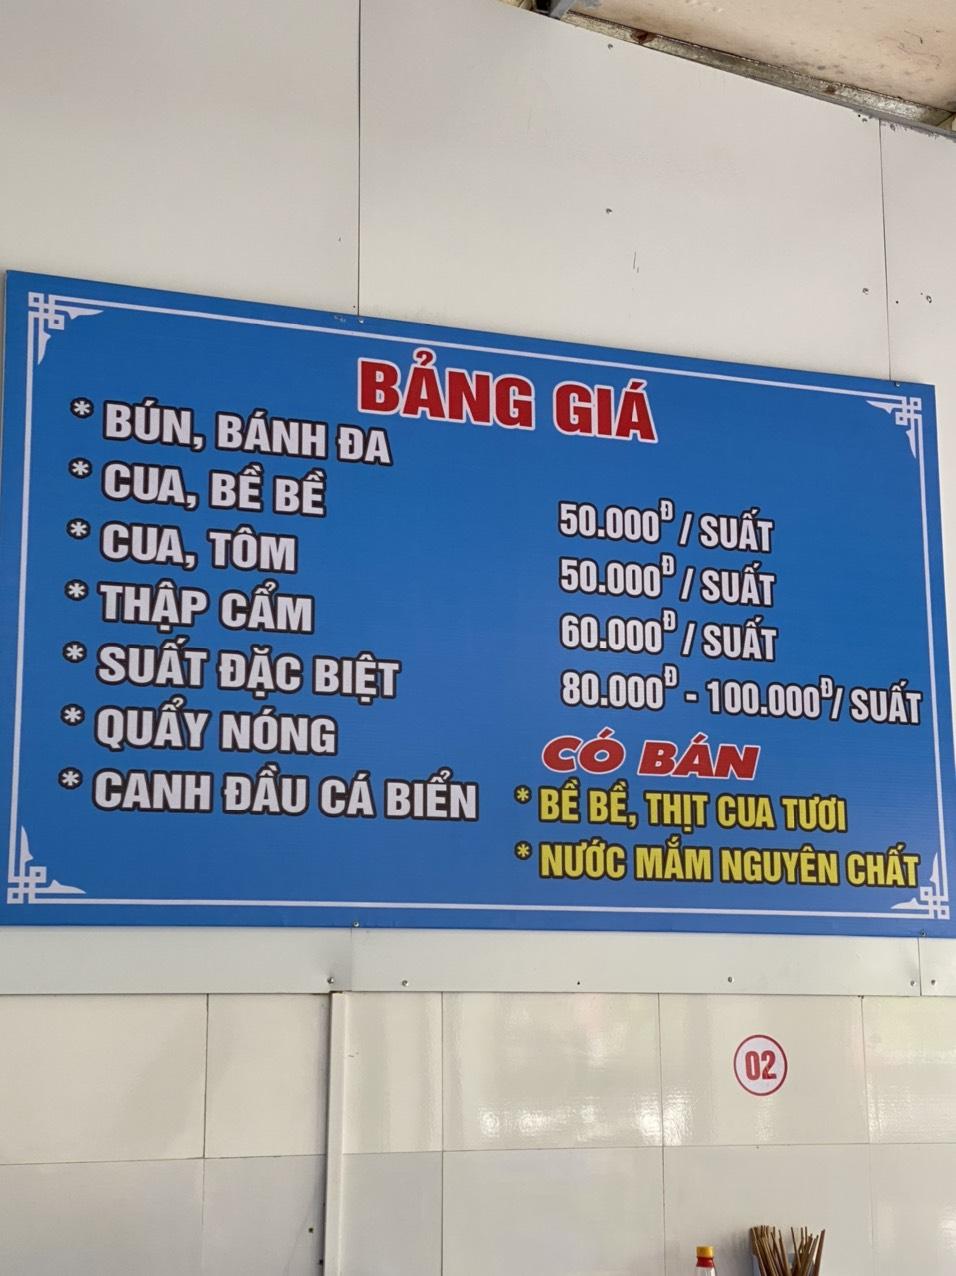 BẢNG GIÁ
* BÚN, BÁNH ĐA
* CUA, BỀ BỀ 50.000Đ / SUẤT
* CUA, TÔM 50.000Đ / SUẤT
* THẬP CẨM 60.000Đ / SUẤT
* SUẤT ĐẶC BIỆT 80.000Đ - 100.000Đ/ SUẤT
* QUẨY NÓNG
* CANH ĐẦU CÁ BIỂN
CÓ BÁN
* BỀ BỀ, THỊT CUA TƯƠI
* NƯỚC MẮM NGUYÊN CHẤT
02